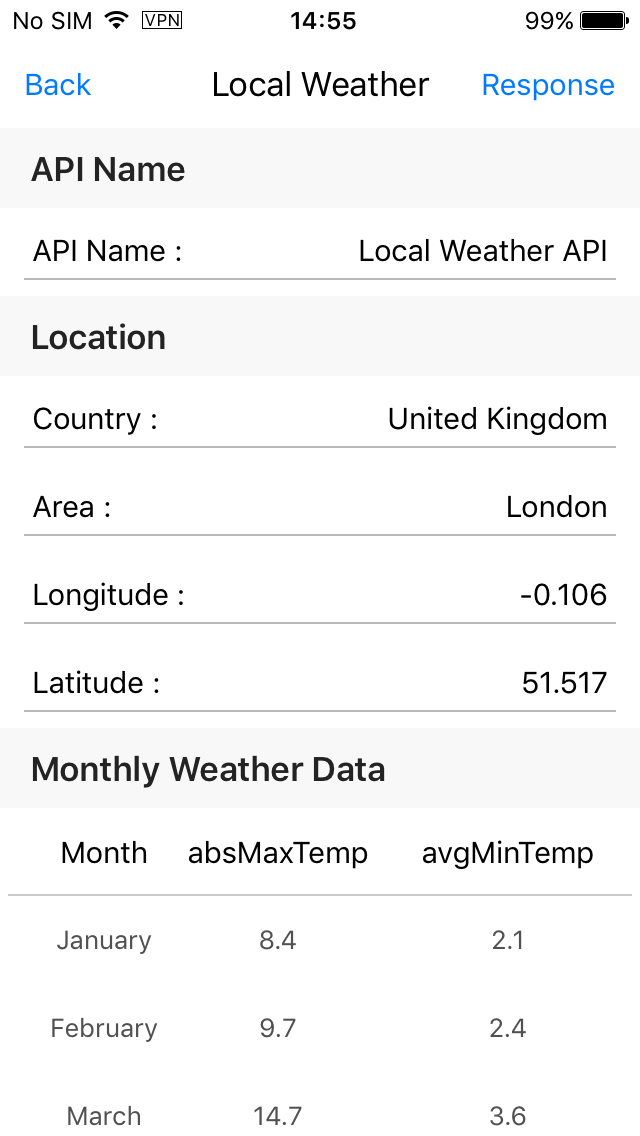 No SIM VPN 14:55 99%
Back Local Weather Response
API Name
API Name : Local Weather API
Location
Country : United Kingdom
Area : London
Longitude : -0.106
Latitude : 51.517
Monthly Weather Data
Month absMaxTemp avgMinTemp
January 8.4 2.1
February 9.7 2.4
March 14.7 3.6